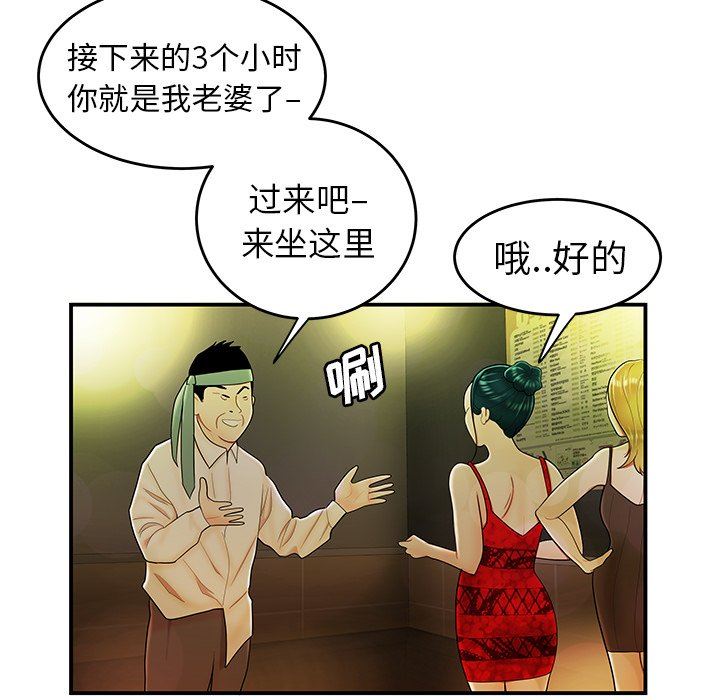 接下来的3个小时
你就是我老婆了–
过来吧–
来坐这里
哦..好的
唰